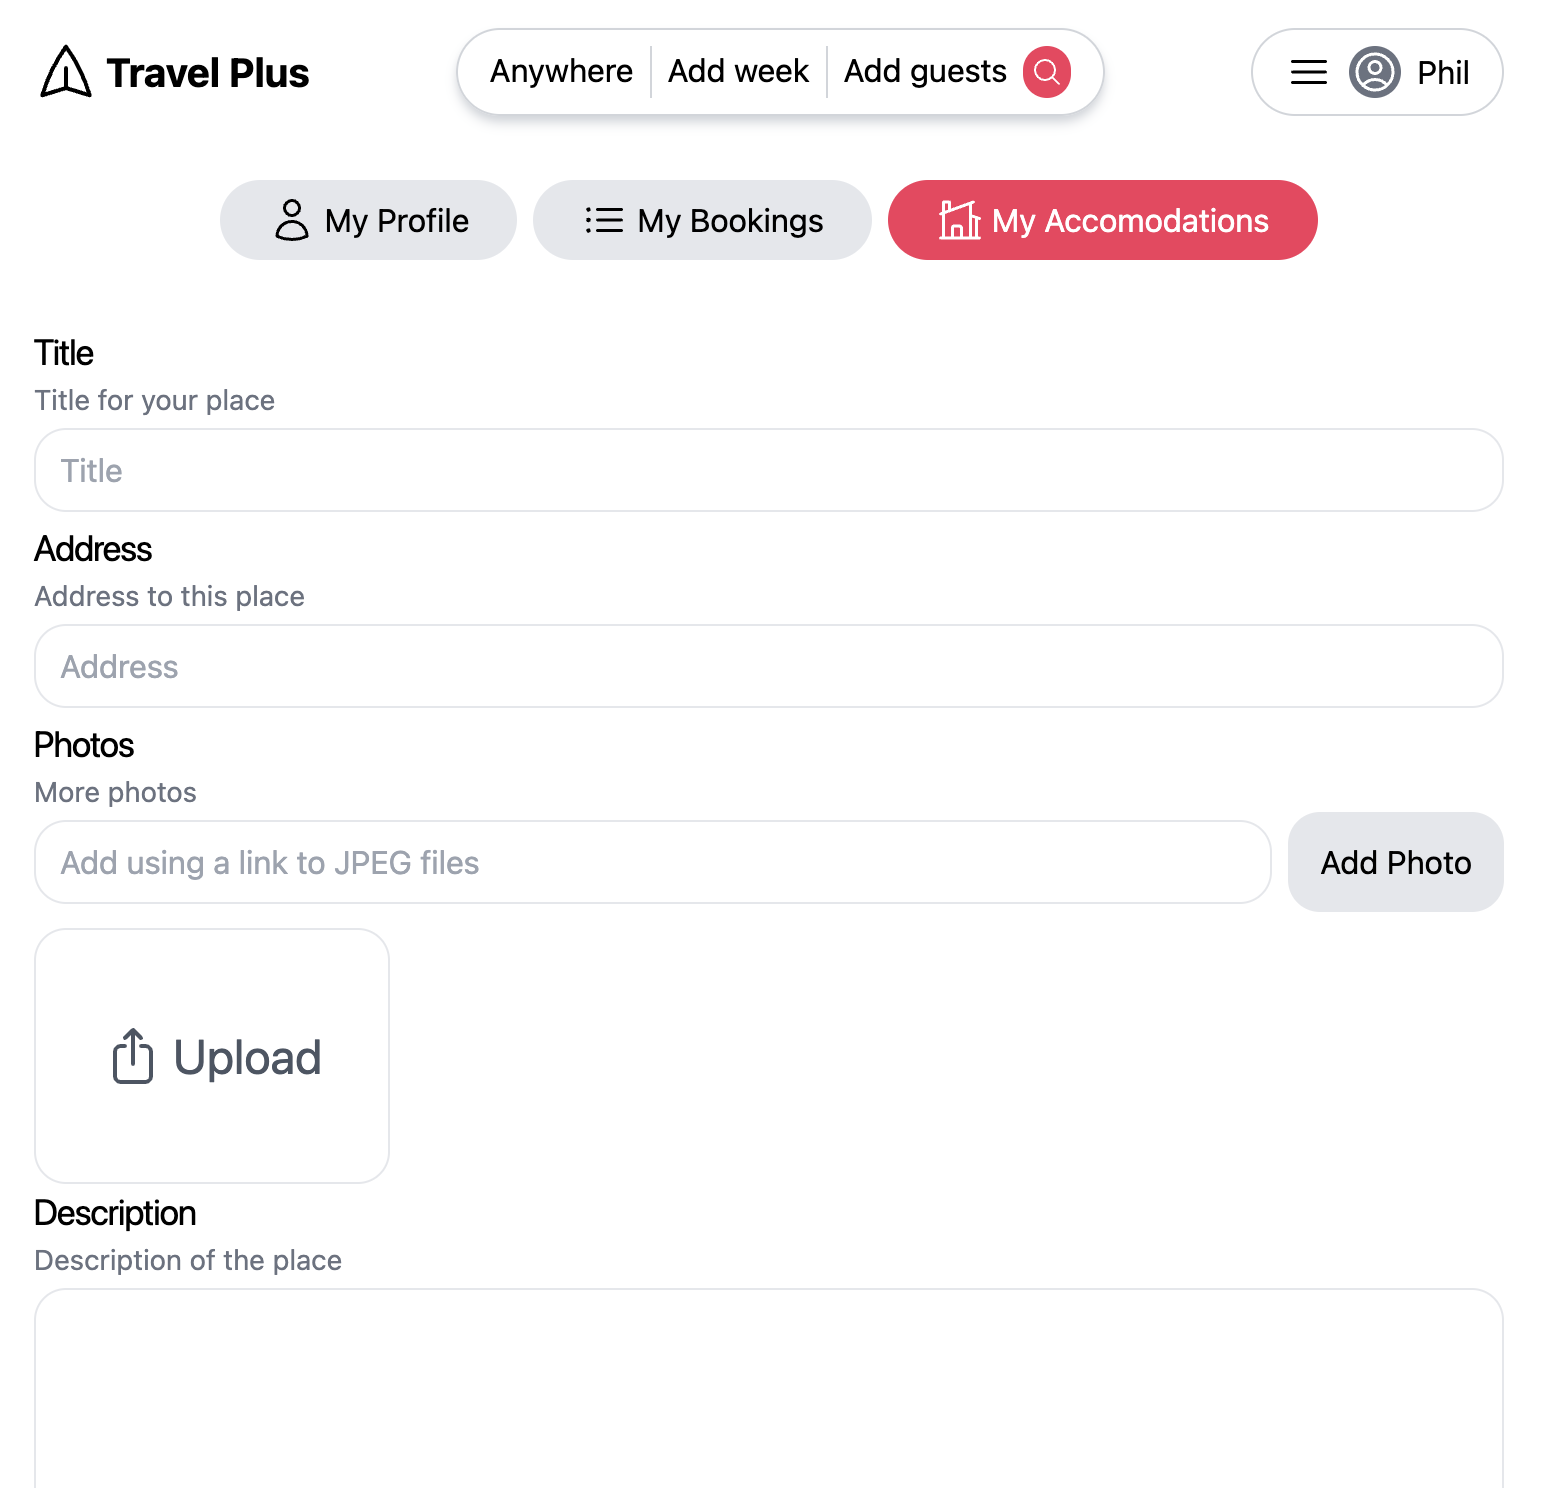 Travel Plus
Anywhere Add week Add guests
Phil
My Profile My Bookings My Accomodations
Title
Title for your place
Title
Address
Address to this place
Address
Photos
More photos
Add using a link to JPEG files Add Photo
Upload
Description
Description of the place